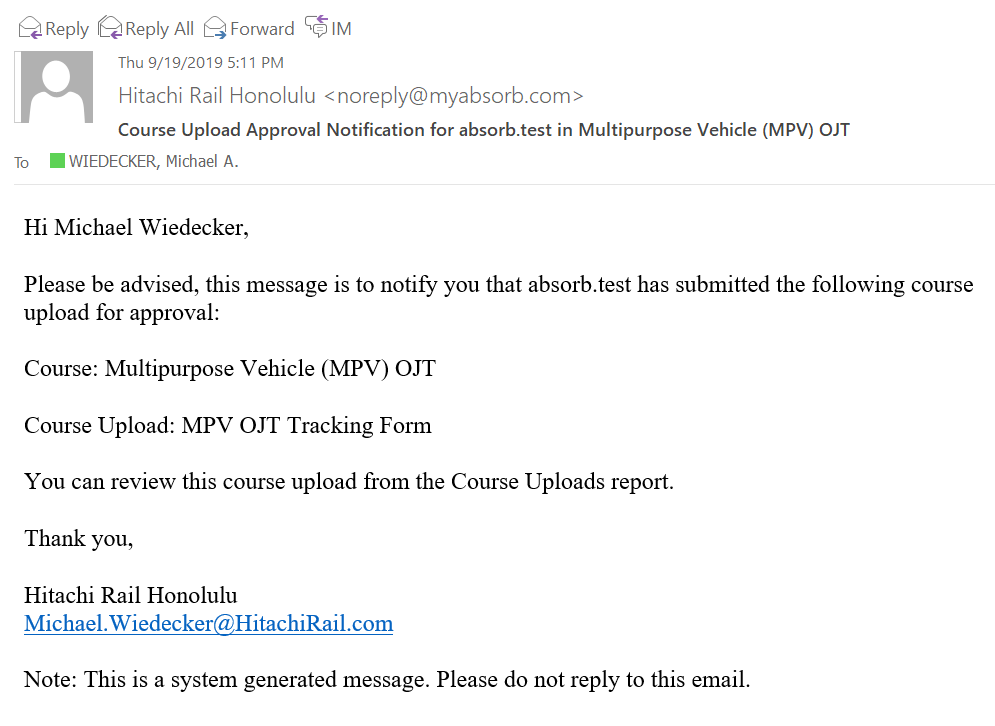 Reply Reply All Forward IM
Thu 9/19/2019 5:11 PM
Hitachi Rail Honolulu <noreply@myabsorb.com>
Course Upload Approval Notification for absorb.test in Multipurpose Vehicle (MPV) OJT
To WIEDECKER, Michael A.
Hi Michael Wiedecker,
Please be advised, this message is to notify you that absorb.test has submitted the following course
upload for approval:
Course: Multipurpose Vehicle (MPV) OJT
Course Upload: MPV OJT Tracking Form
You can review this course upload from the Course Uploads report.
Thank you,
Hitachi Rail Honolulu
Michael.Wiedecker@HitachiRail.com
Note: This is a system generated message. Please do not reply to this email.